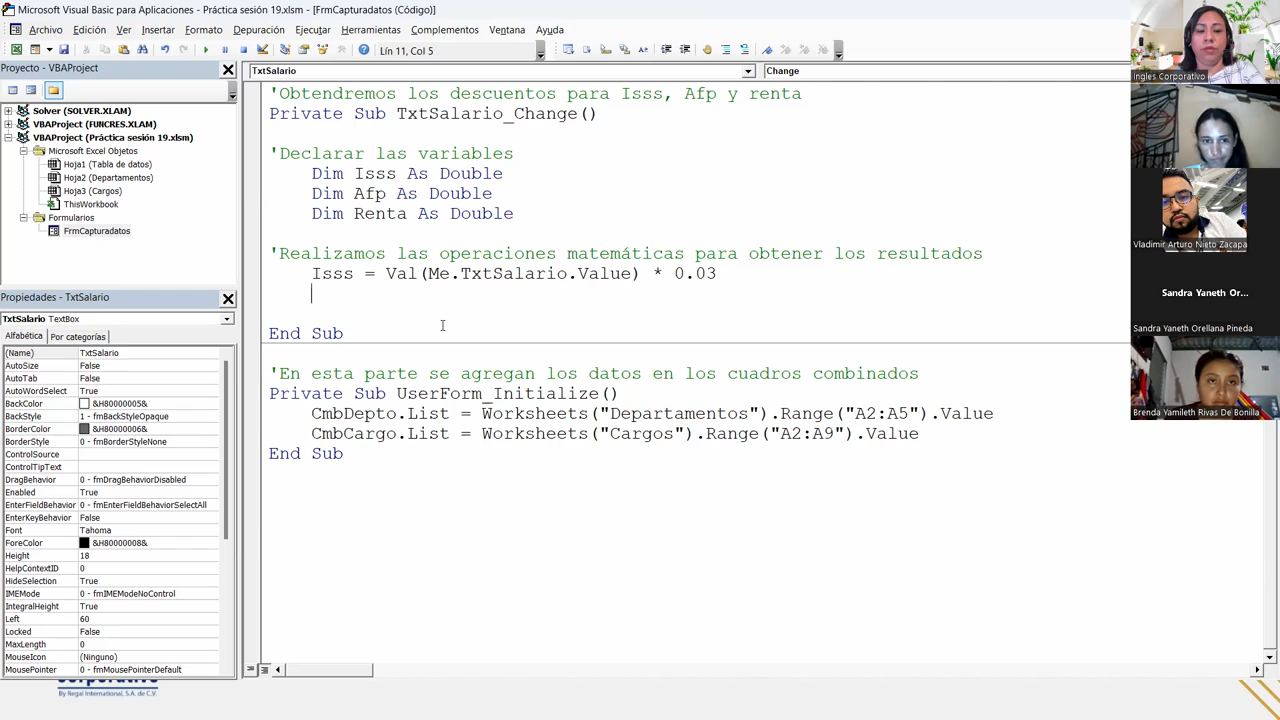 Microsoft Visual Basic para Aplicaciones - Práctica sesión 19.xlsm - [FrmCapturadatos (Código)]
Archivo Edición Ver Insertar Formato Depuración Ejecutar Herramientas Complementos Ventana Ayuda
Lín 11, Col 5
Proyecto - VBAProject
Solver (SOLVER.XLAM)
VBAProject (FUNCRES.XLAM)
VBAProject (Práctica sesión 19.xlsm)
Microsoft Excel Objetos
Hoja1 (Tabla de datos)
Hoja2 (Departamentos)
Hoja3 (Cargos)
ThisWorkbook
Formularios
FrmCapturadatos
Propiedades - TxtSalario
TxtSalario TextBox
Alfabética Por categorías
(Name) TxtSalario
AutoSize False
AutoTab False
AutoWordSelect True
BackColor &H80000005&
BackStyle 1 - fmBackStyleOpaque
BorderColor &H80000006&
BorderStyle 0 - fmBorderStyleNone
ControlSource
ControlTipText
DragBehavior 0 - fmDragBehaviorDisabled
Enabled True
EnterFieldBehavior 0 - fmEnterFieldBehaviorSelectAll
EnterKeyBehavior False
Font Tahoma
ForeColor &H80000008&
Height 18
HelpContextID 0
HideSelection True
IMEMode 0 - fmIMEModeNoControl
IntegralHeight True
Left 60
Locked False
MaxLength 0
MouseIcon (Ninguno)
MousePointer 0 - fmMousePointerDefault
TxtSalario Change
'Obtendremos los descuentos para Isss, Afp y renta
Private Sub TxtSalario_Change()
'Declarar las variables
Dim Isss As Double
Dim Afp As Double
Dim Renta As Double
'Realizamos las operaciones matemáticas para obtener los resultados
Isss = Val(Me.TxtSalario.Value) * 0.03
End Sub
'En esta parte se agregan los datos en los cuadros combinados
Private Sub UserForm_Initialize()
CmbDepto.List = Worksheets("Departamentos").Range("A2:A5").Value
CmbCargo.List = Worksheets("Cargos").Range("A2:A9").Value
End Sub
Ingles Corporativo
Vladimir Arturo Nieto Zacapa
Sandra Yaneth Or...
Sandra Yaneth Orellana Pineda
Brenda Yamileth Rivas De Bonilla
By Regal International, S.A. de C.V.